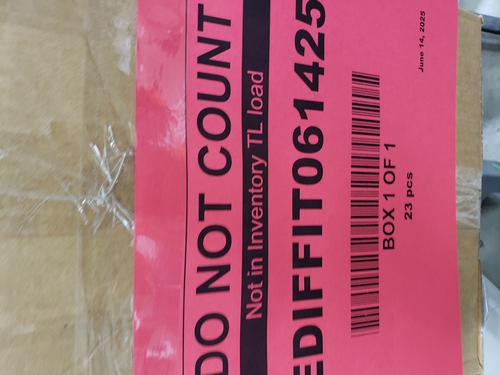 DO NOT COUNT
Not in Inventory TL load
EDIFFIT061425
BOX 1 OF 1
23 pcs
June 14, 2025